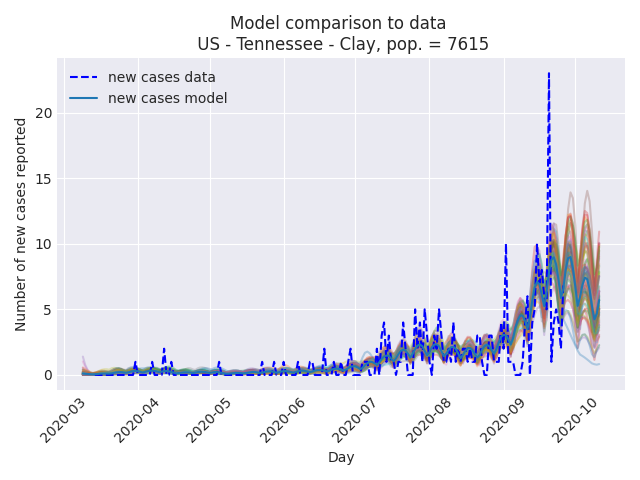 Model comparison to data
US - Tennessee - Clay, pop. = 7615
new cases data
new cases model
Number of new cases reported
20
15
10
5
0
2020-03
2020-04
2020-05
2020-06
2020-07
2020-08
2020-09
2020-10
Day